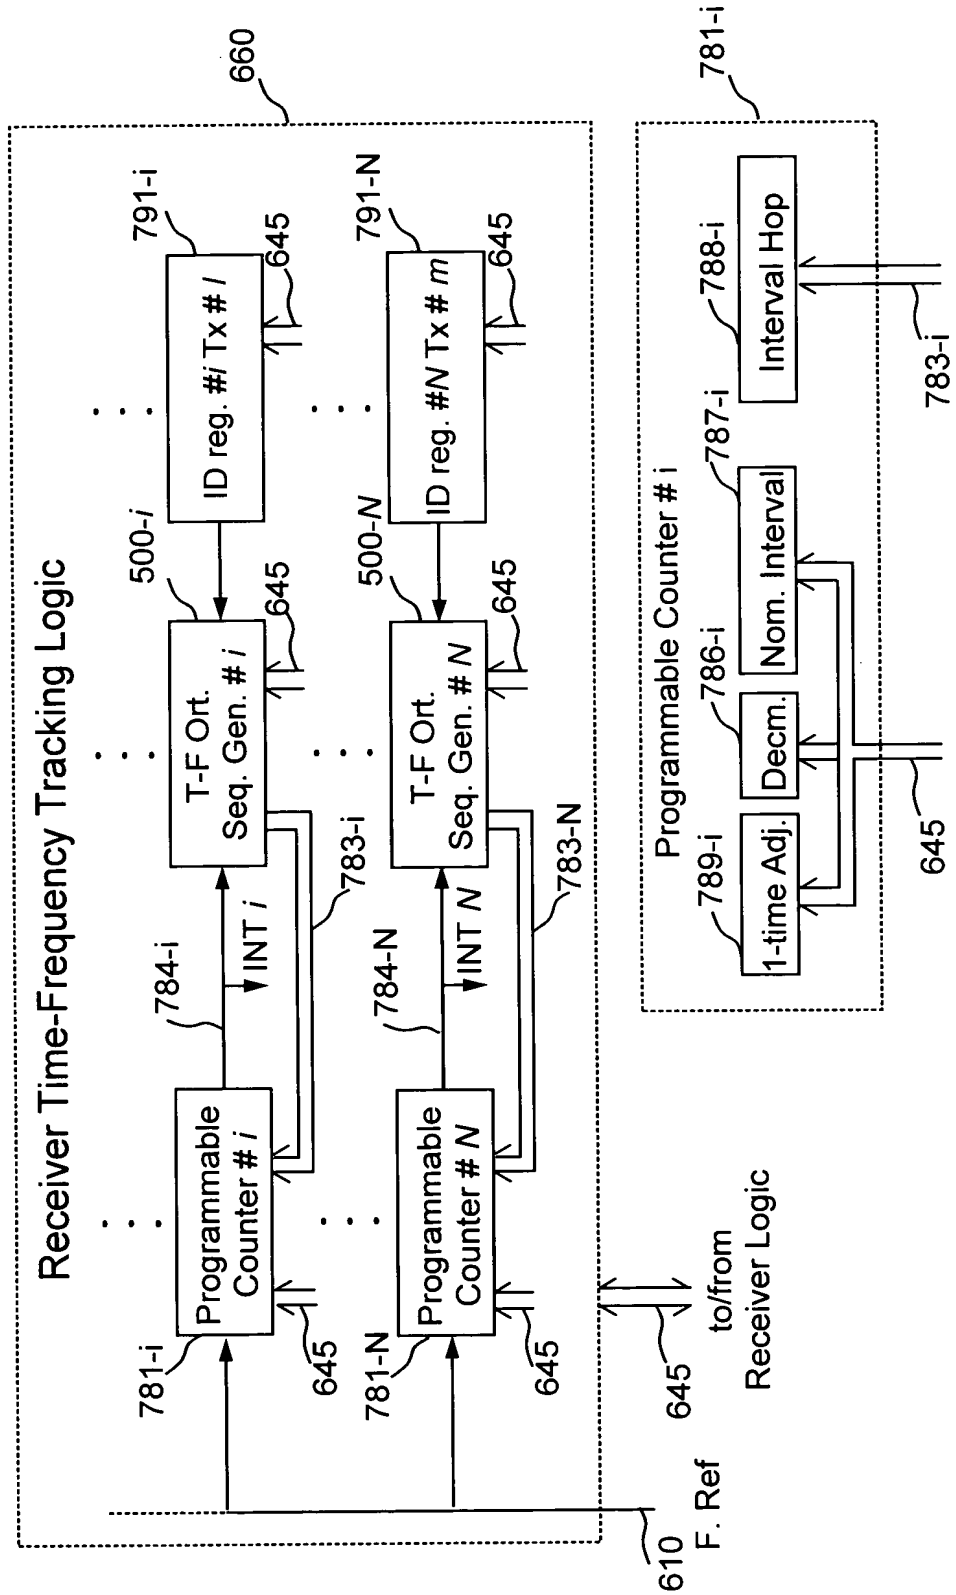 Receiver Time-Frequency Tracking Logic
660
781-i
Programmable
Counter # i
645
784-i
INT i
783-i
500-i
T-F Ort.
Seq. Gen. # i
645
791-i
ID reg. #i Tx # l
645
781-N
Programmable
Counter # N
645
784-N
INT N
783-N
500-N
T-F Ort.
Seq. Gen. # N
645
791-N
ID reg. #N Tx # m
645
610
F. Ref
645
to/from
Receiver Logic
781-i
Programmable Counter # i
789-i
1-time Adj.
786-i
Decm.
787-i
Nom. Interval
788-i
Interval Hop
645
783-i